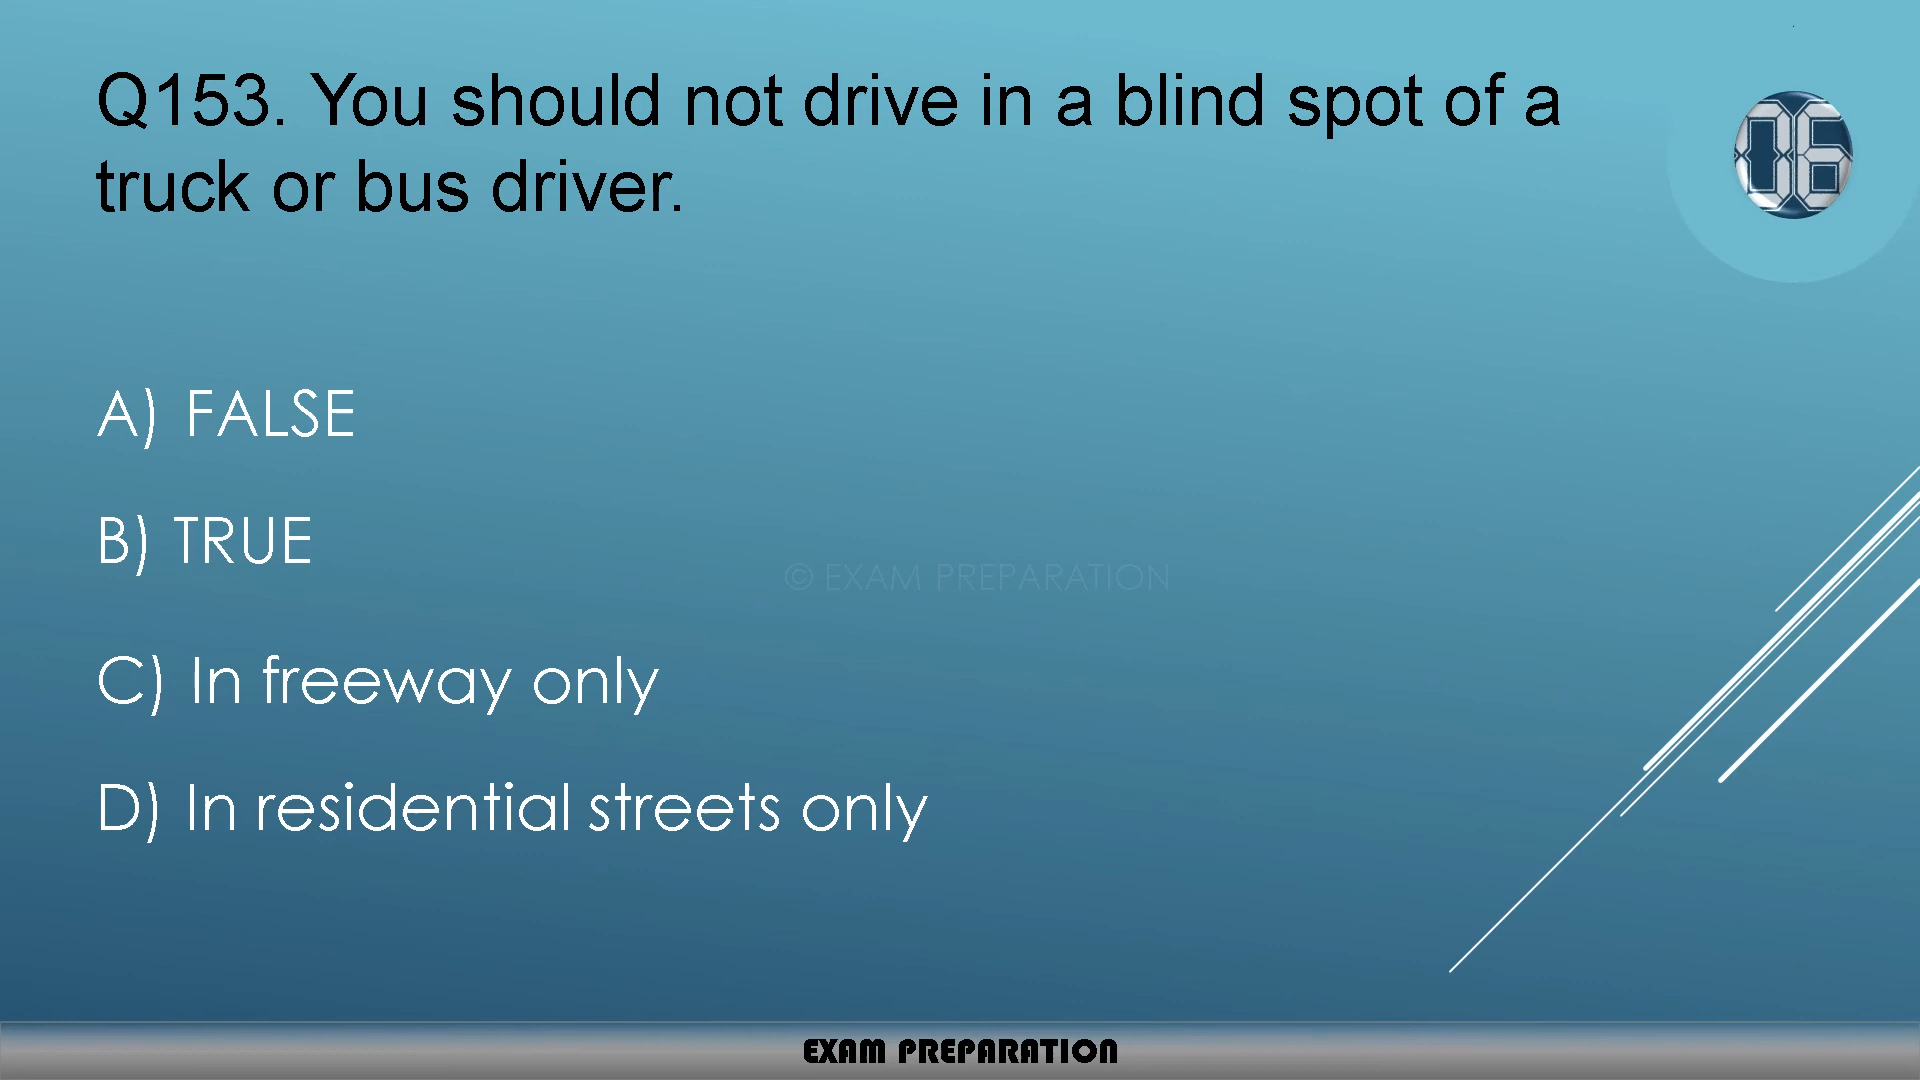 Q153. You should not drive in a blind spot of a
truck or bus driver.
06
A) FALSE
B) TRUE
© EXAM PREPARATION
C) In freeway only
D) In residential streets only
EXAM PREPARATION